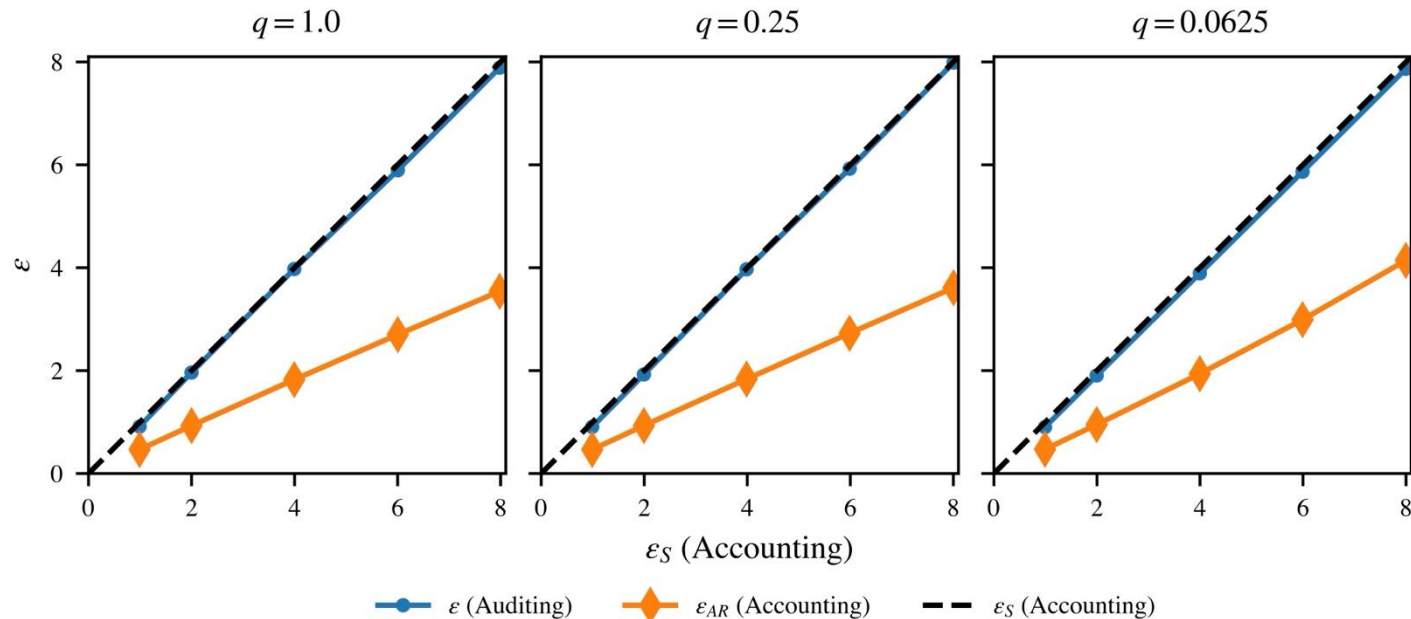 q = 1.0
q = 0.25
q = 0.0625
8
6
4
2
0
ε
0 2 4 6 8
0 2 4 6 8
0 2 4 6 8
ε_S (Accounting)
ε (Auditing)
ε_AR (Accounting)
ε_S (Accounting)